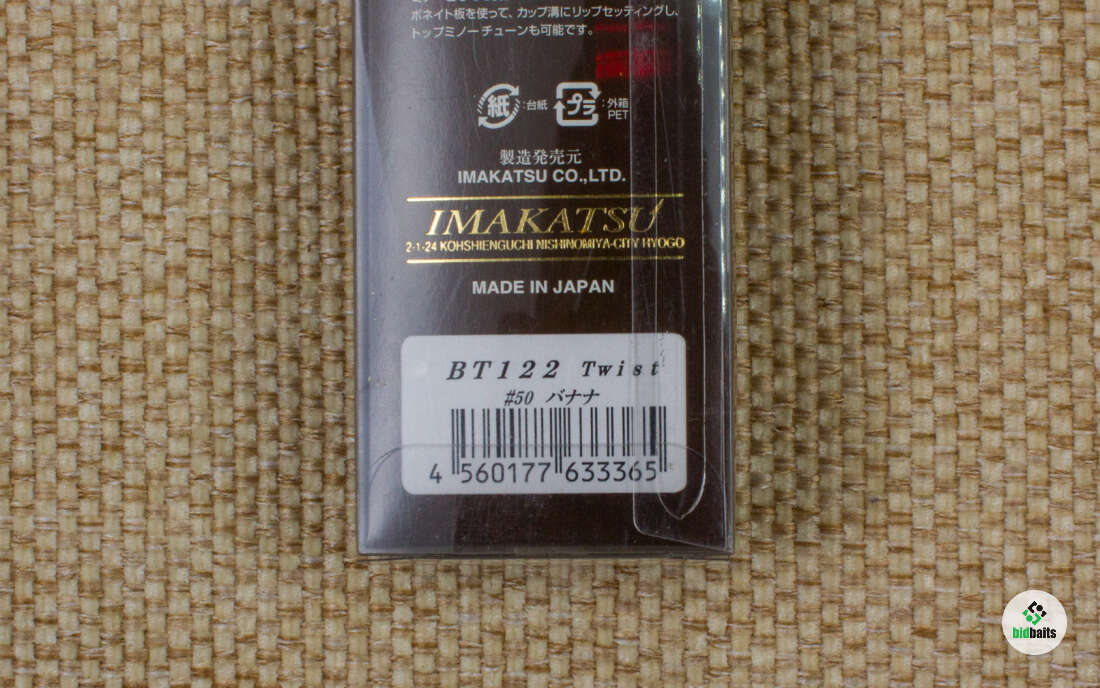 ボネイト板を使って、カップ溝にリップセッティングし、
トップミノーチューンも可能です。
紙 :台紙 プラ :外箱
PET
製造発売元
IMAKATSU CO.,LTD.
IMAKATSU
2-1-24 KOHSHIENGUCHI NISHINOMIYA-CITY HYOGO
MADE IN JAPAN
BT122 Twist
#50 バナナ
4 560177 633365
bidbaits